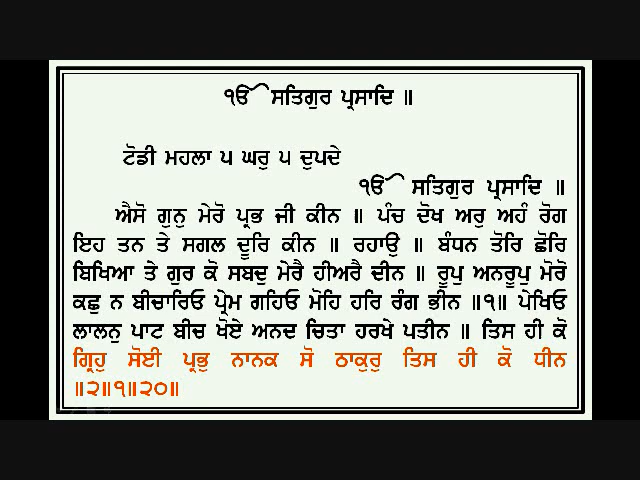 ੴ ਸਤਿਗੁਰ ਪ੍ਰਸਾਦਿ ॥
ਟੋਡੀ ਮਹਲਾ ੫ ਘਰੁ ੫ ਦੁਪਦੇ
ੴ ਸਤਿਗੁਰ ਪ੍ਰਸਾਦਿ ॥
ਐਸੋ ਗੁਨੁ ਮੇਰੋ ਪ੍ਰਭ ਜੀ ਕੀਨ ॥ ਪੰਚ ਦੋਖ ਅਰੁ ਅਹੰ ਰੋਗ
ਇਹ ਤਨ ਤੇ ਸਗਲ ਦੂਰਿ ਕੀਨ ॥ ਰਹਾਉ ॥ ਬੰਧਨ ਤੋਰਿ ਛੋਰਿ
ਬਿਖਿਆ ਤੇ ਗੁਰ ਕੋ ਸਬਦੁ ਮੇਰੈ ਹੀਅਰੈ ਦੀਨ ॥ ਰੂਪੁ ਅਨਰੂਪੁ ਮੋਰੋ
ਕਛੁ ਨ ਬੀਚਾਰਿਓ ਪ੍ਰੇਮ ਗਹਿਓ ਮੋਹਿ ਹਰਿ ਰੰਗ ਭੀਨ ॥੧॥ ਪੇਖਿਓ
ਲਾਲਨੁ ਪਾਟ ਬੀਚ ਖੋਏ ਅਨਦ ਚਿਤਾ ਹਰਖੇ ਪਤੀਨ ॥ ਤਿਸ ਹੀ ਕੋ
ਗ੍ਰਿਹੁ ਸੋਈ ਪ੍ਰਭੁ ਨਾਨਕ ਸੋ ਠਾਕੁਰੁ ਤਿਸ ਹੀ ਕੋ ਧੀਨ
॥੨॥੧॥੨੦॥